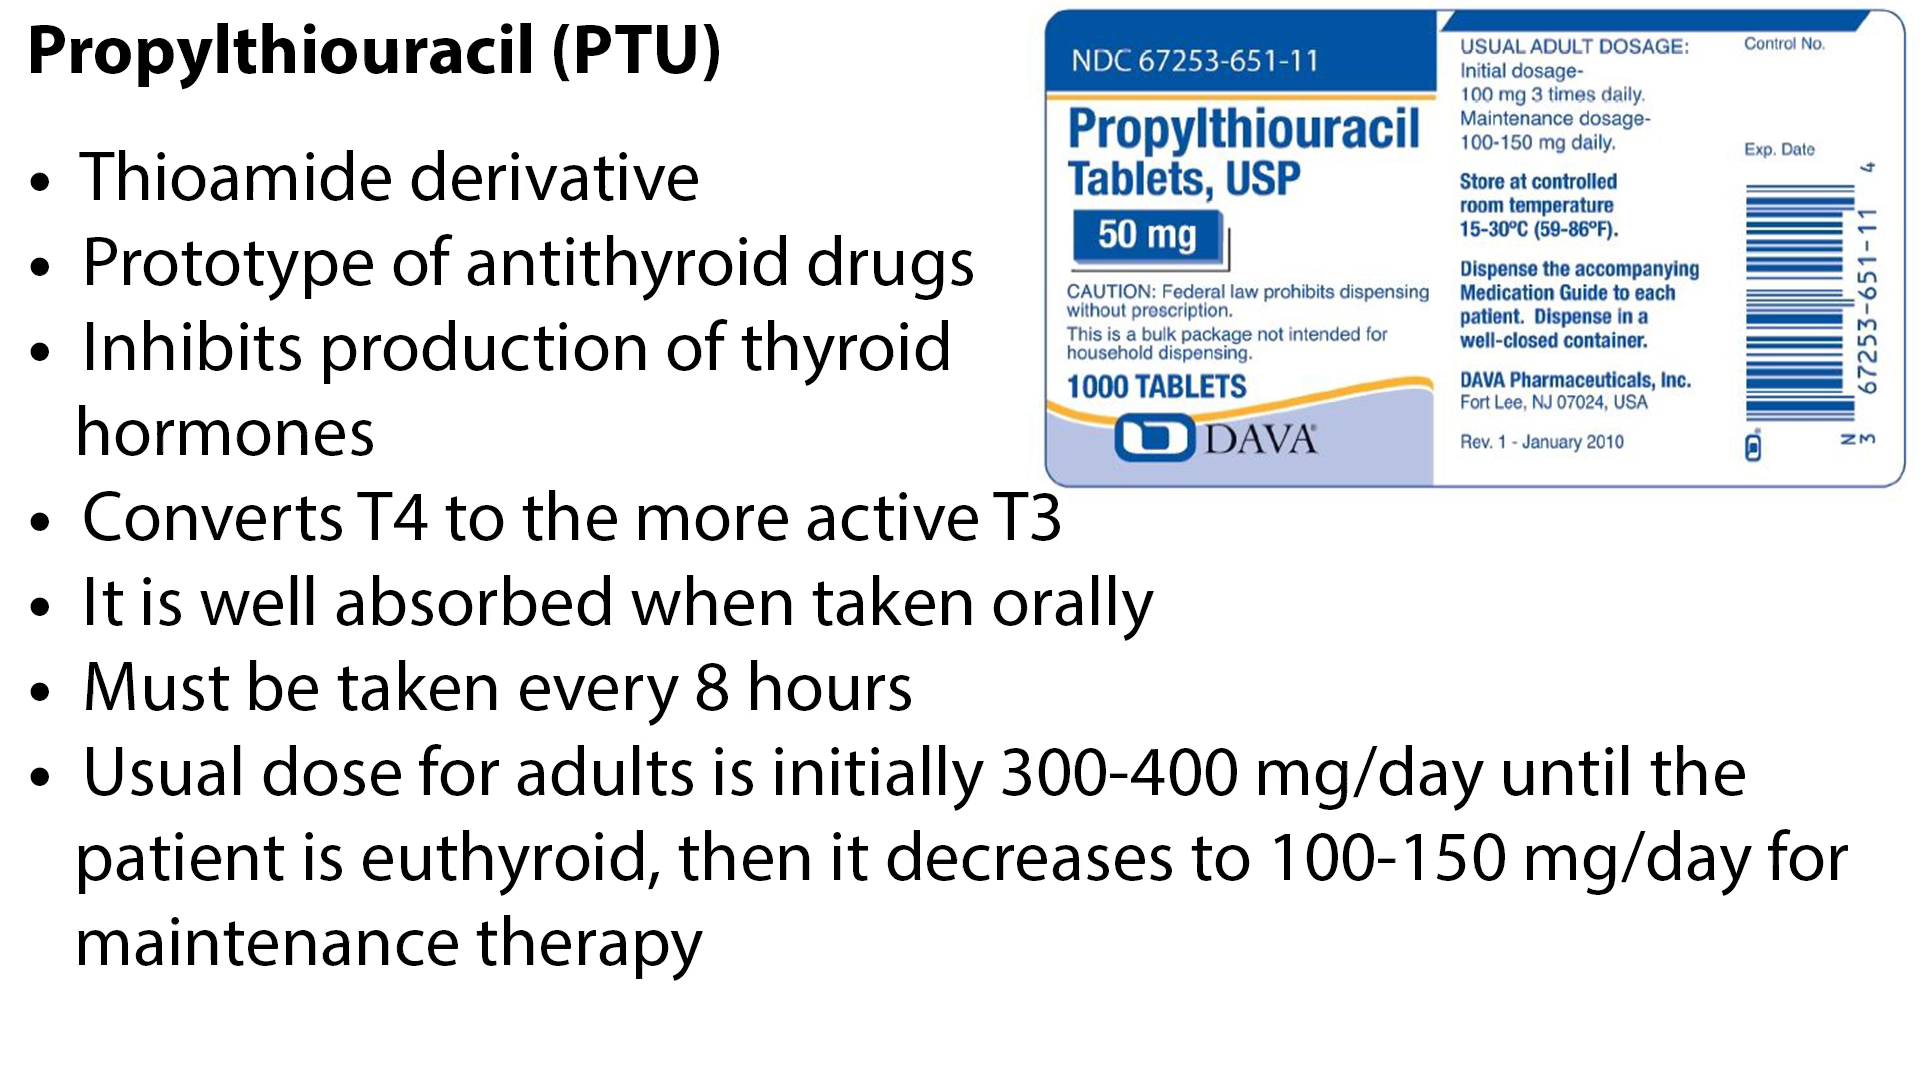 Propylthiouracil (PTU)
• Thioamide derivative
• Prototype of antithyroid drugs
• Inhibits production of thyroid
hormones
• Converts T4 to the more active T3
• It is well absorbed when taken orally
• Must be taken every 8 hours
• Usual dose for adults is initially 300-400 mg/day until the
patient is euthyroid, then it decreases to 100-150 mg/day for
maintenance therapy
NDC 67253-651-11
Propylthiouracil
Tablets, USP
50 mg
CAUTION: Federal law prohibits dispensing
without prescription.
This is a bulk package not intended for
household dispensing.
1000 TABLETS
DAVA®
USUAL ADULT DOSAGE:
Initial dosage-
100 mg 3 times daily.
Maintenance dosage-
100-150 mg daily.
Store at controlled
room temperature
15-30ºC (59-86ºF).
Dispense the accompanying
Medication Guide to each
patient. Dispense in a
well-closed container.
DAVA Pharmaceuticals, Inc.
Fort Lee, NJ 07024, USA
Rev. 1 - January 2010
Control No.
Exp. Date
N
3
67253-651-11
4